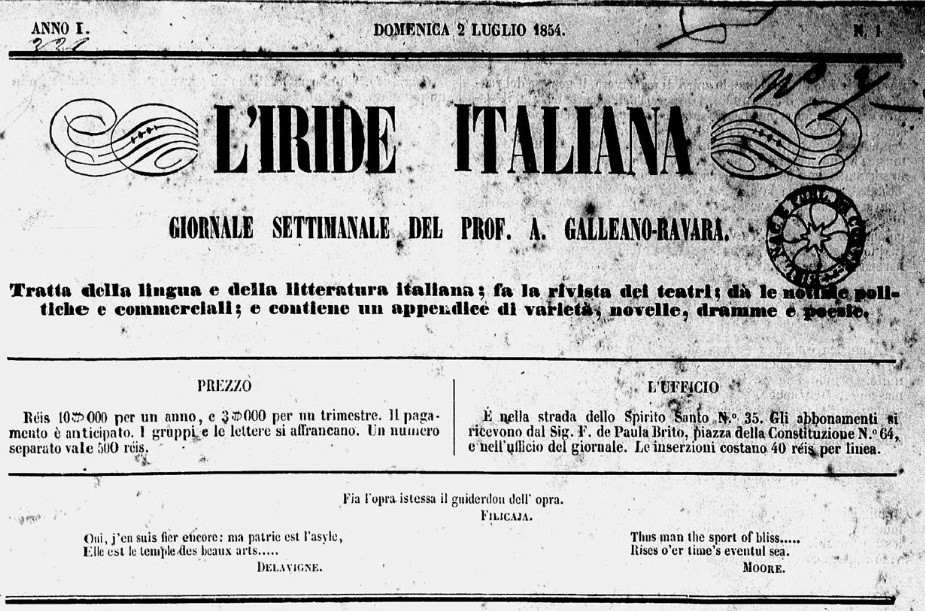 ANNO I.
DOMENICA 2 LUGLIO 1854.
N. 1
L'IRIDE ITALIANA
GIORNALE SETTIMANALE DEL PROF. A. GALLEANO-RAVARA.
Tratta della lingua e della litteratura italiana; fa la rivista dei teatri; dà le notizie poli-
tiche e commerciali; e contiene un appendice di varietà, novelle, dramme e poesie.
PREZZO
Réis 10$000 per un anno, e 3$000 per un trimestre. Il paga-
mento è anticipato. I gruppi e le lettere si affrancano. Un numero
separato vale 500 réis.
L'UFFICIO
È nella strada dello Spirito Santo N.º 35. Gli abbonamenti si
ricevono dal Sig. F. de Paula Brito, piazza della Constituzione N.º 64,
e nell'ufficio del giornale. Le inserzioni costano 40 réis per linea.
Fia l'opra istessa il guiderdon dell' opra.
FILICAJA.
Oui, j'en suis fier encore: ma patrie est l'asyle,
Elle est le temple des beaux arts.....
DELAVIGNE.
Thus man the sport of bliss.....
Rises o'er time's eventul sea.
MOORE.